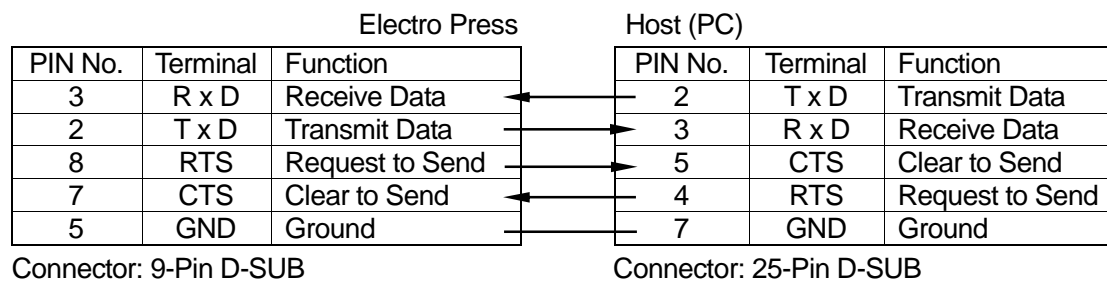 Electro Press Host (PC)
PIN No. Terminal Function PIN No. Terminal Function
3 R x D Receive Data 2 T x D Transmit Data
2 T x D Transmit Data 3 R x D Receive Data
8 RTS Request to Send 5 CTS Clear to Send
7 CTS Clear to Send 4 RTS Request to Send
5 GND Ground 7 GND Ground
Connector: 9-Pin D-SUB Connector: 25-Pin D-SUB